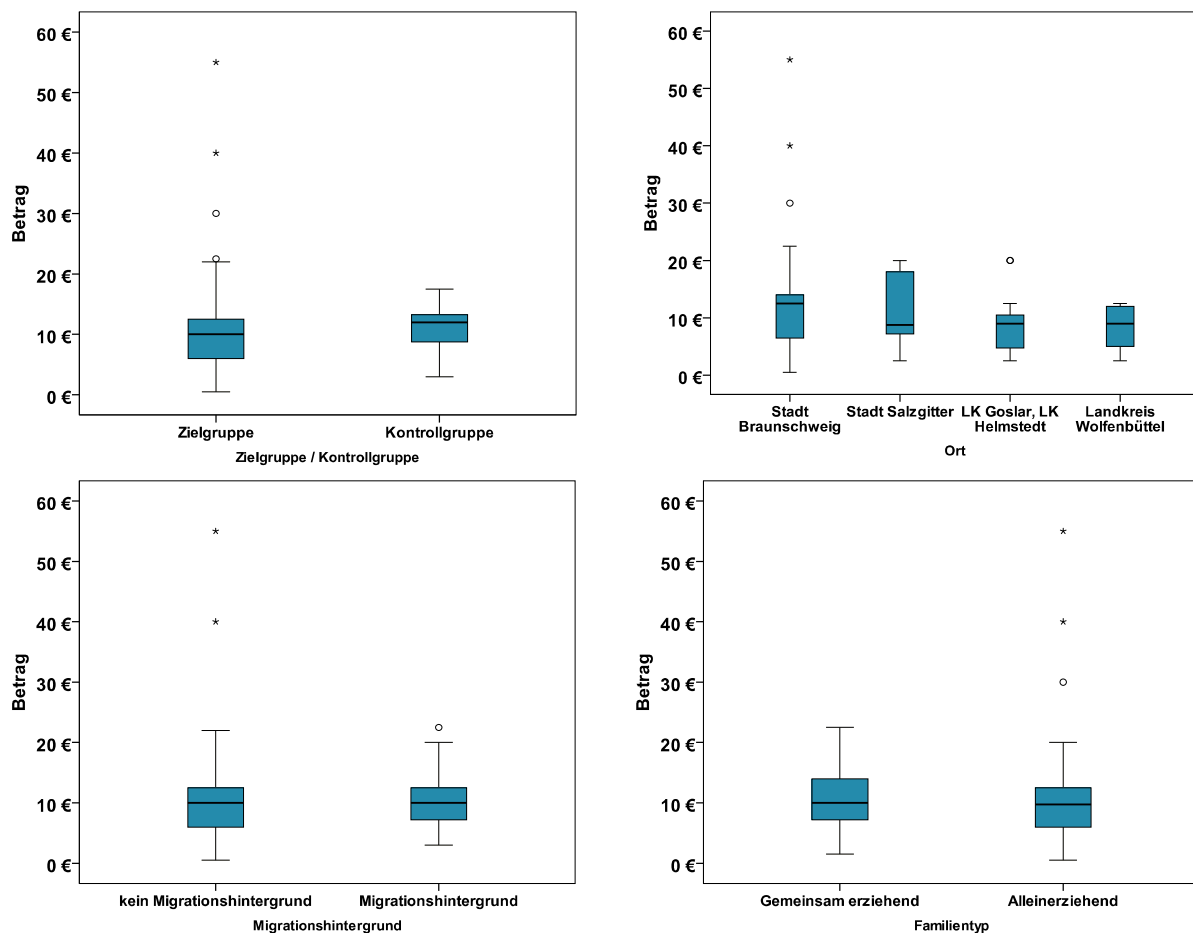 60 €
50 €
40 €
30 €
20 €
10 €
0 €
Betrag
Zielgruppe
Kontrollgruppe
Zielgruppe / Kontrollgruppe
60 €
50 €
40 €
30 €
20 €
10 €
0 €
Betrag
Stadt
Braunschweig
Stadt Salzgitter
LK Goslar, LK
Helmstedt
Landkreis
Wolfenbüttel
Ort
60 €
50 €
40 €
30 €
20 €
10 €
0 €
Betrag
kein Migrationshintergrund
Migrationshintergrund
Migrationshintergrund
60 €
50 €
40 €
30 €
20 €
10 €
0 €
Betrag
Gemeinsam erziehend
Alleinerziehend
Familientyp